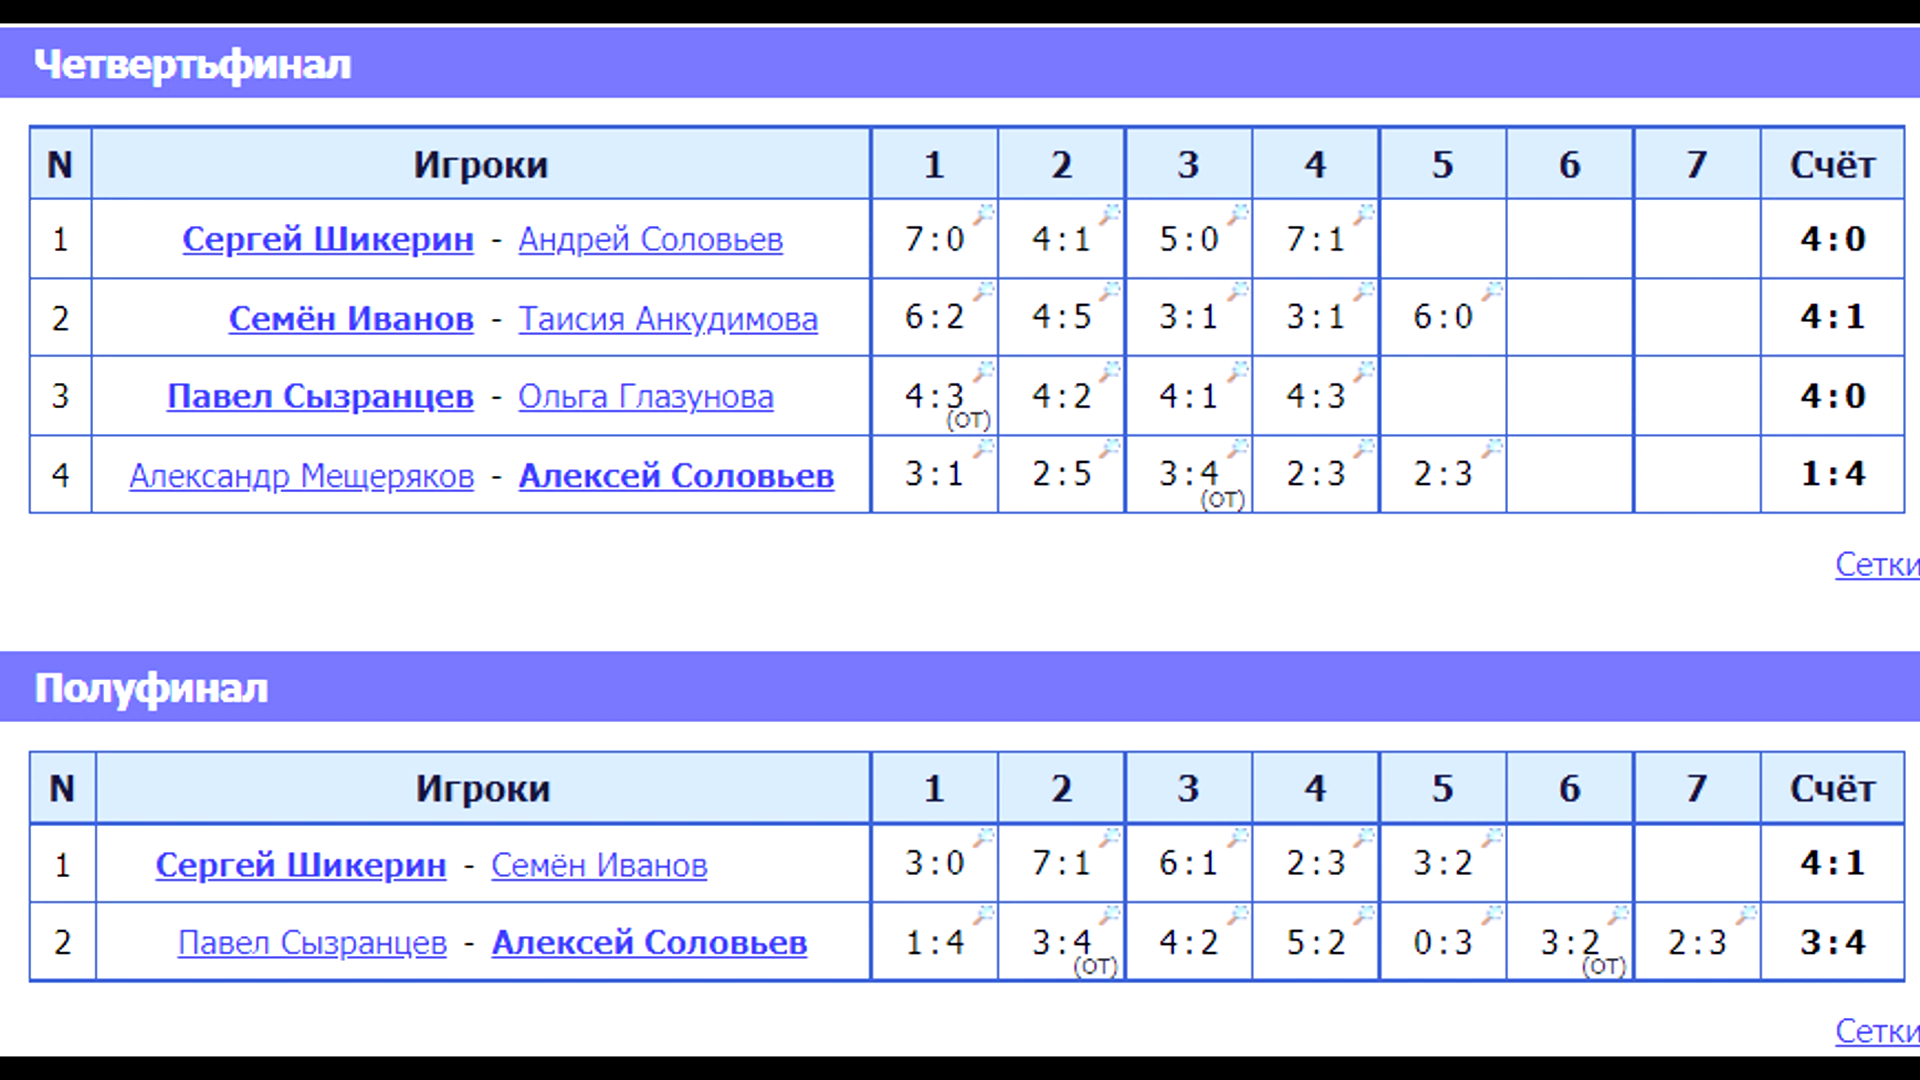 Четвертьфинал
N Игроки 1 2 3 4 5 6 7 Счёт
1 Сергей Шикерин - Андрей Соловьев 7:0 4:1 5:0 7:1 4:0
2 Семён Иванов - Таисия Анкудимова 6:2 4:5 3:1 3:1 6:0 4:1
3 Павел Сызранцев - Ольга Глазунова 4:3 (ОТ) 4:2 4:1 4:3 4:0
4 Александр Мещеряков - Алексей Соловьев 3:1 2:5 3:4 (ОТ) 2:3 2:3 1:4
Сетки
Полуфинал
N Игроки 1 2 3 4 5 6 7 Счёт
1 Сергей Шикерин - Семён Иванов 3:0 7:1 6:1 2:3 3:2 4:1
2 Павел Сызранцев - Алексей Соловьев 1:4 3:4 (ОТ) 4:2 5:2 0:3 3:2 (ОТ) 2:3 3:4
Сетки